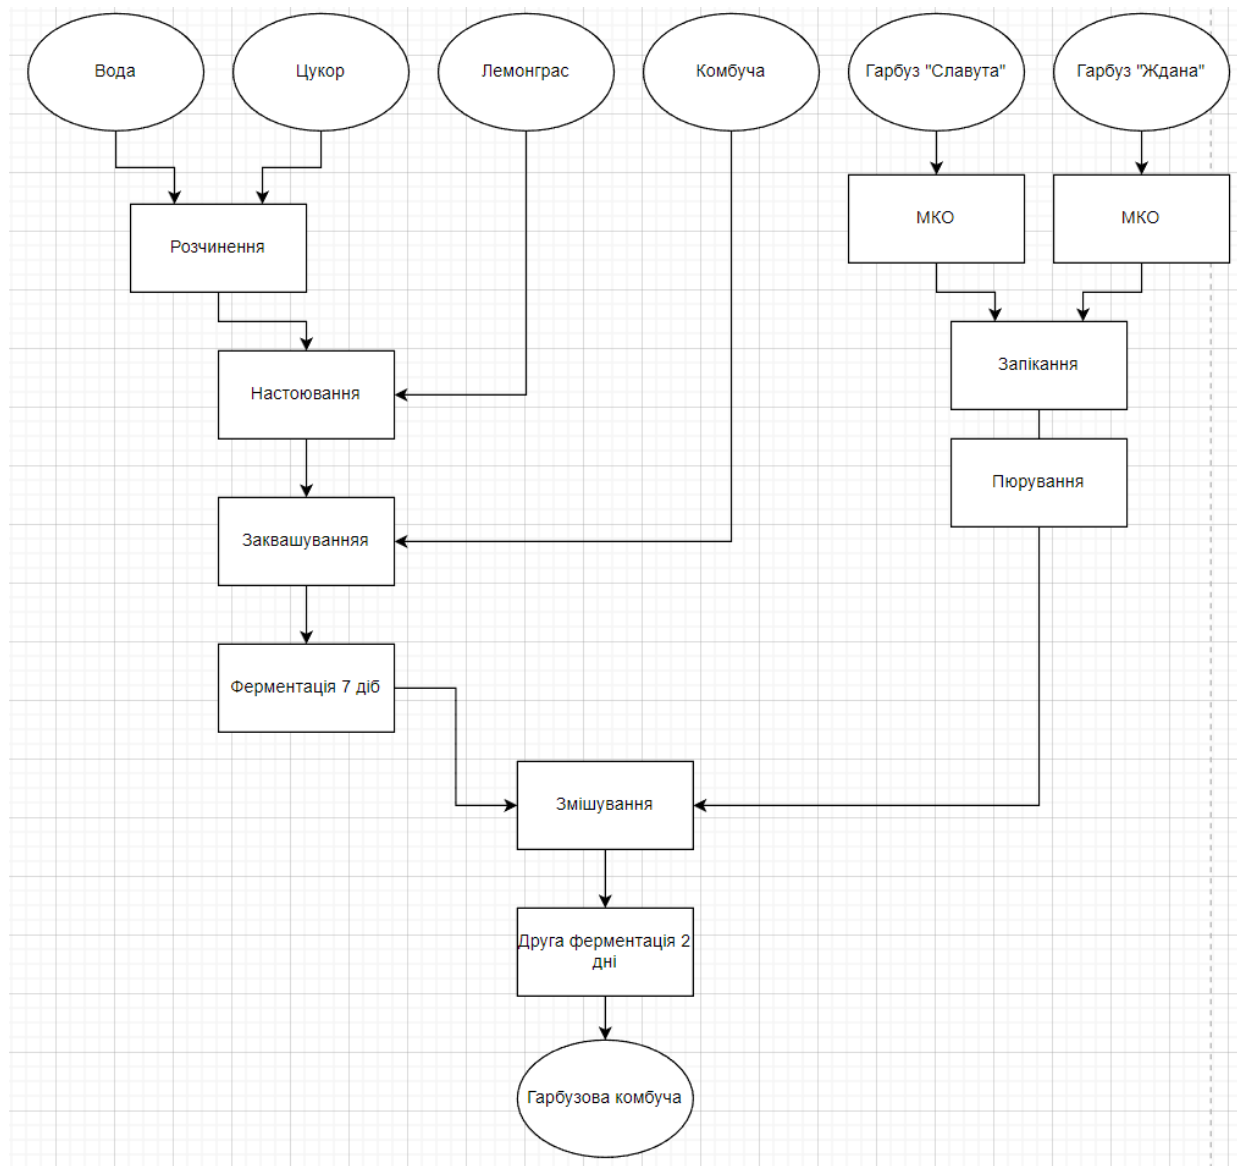 Вода
Цукор
Лемонграс
Комбуча
Гарбуз "Славута"
Гарбуз "Ждана"
МКО
МКО
Розчинення
Запікання
Настоювання
Пюрування
Заквашуванняя
Ферментація 7 діб
Змішування
Друга ферментація 2
дні
Гарбузова комбуча